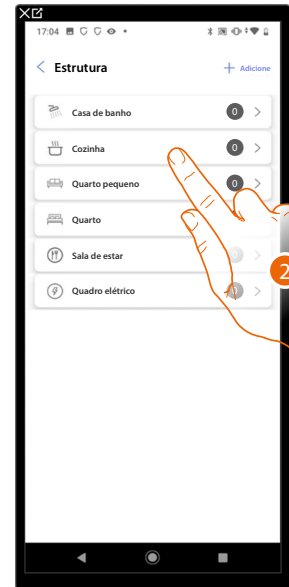 17:04
Estrutura
+ Adicione
Casa de banho 0
Cozinha 0
Quarto pequeno 0
Quarto
Sala de estar 0
Quadro elétrico
2